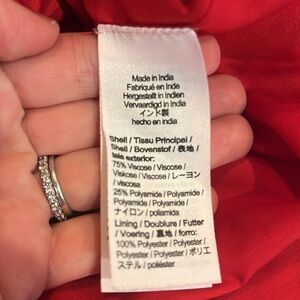 Made in India
Fabriqué en Inde
Hergestellt in Indien
Vervaardigd in India
インド製
hecho en india
Shell / Tissu Principal /
Shell / Bovenstof / 表地 /
tela exterior:
75% Viscose / Viscose /
Viskose / Viscose / レーヨン
/ viscosa
25% Polyamide / Polyamide /
Polyamide / Polyamide /
ナイロン / poliamida
Lining / Doublure / Futter
/ Voering / 裏地 / forro:
100% Polyester / Polyester /
Polyester / Polyester / ポリエ
ステル / poliéster